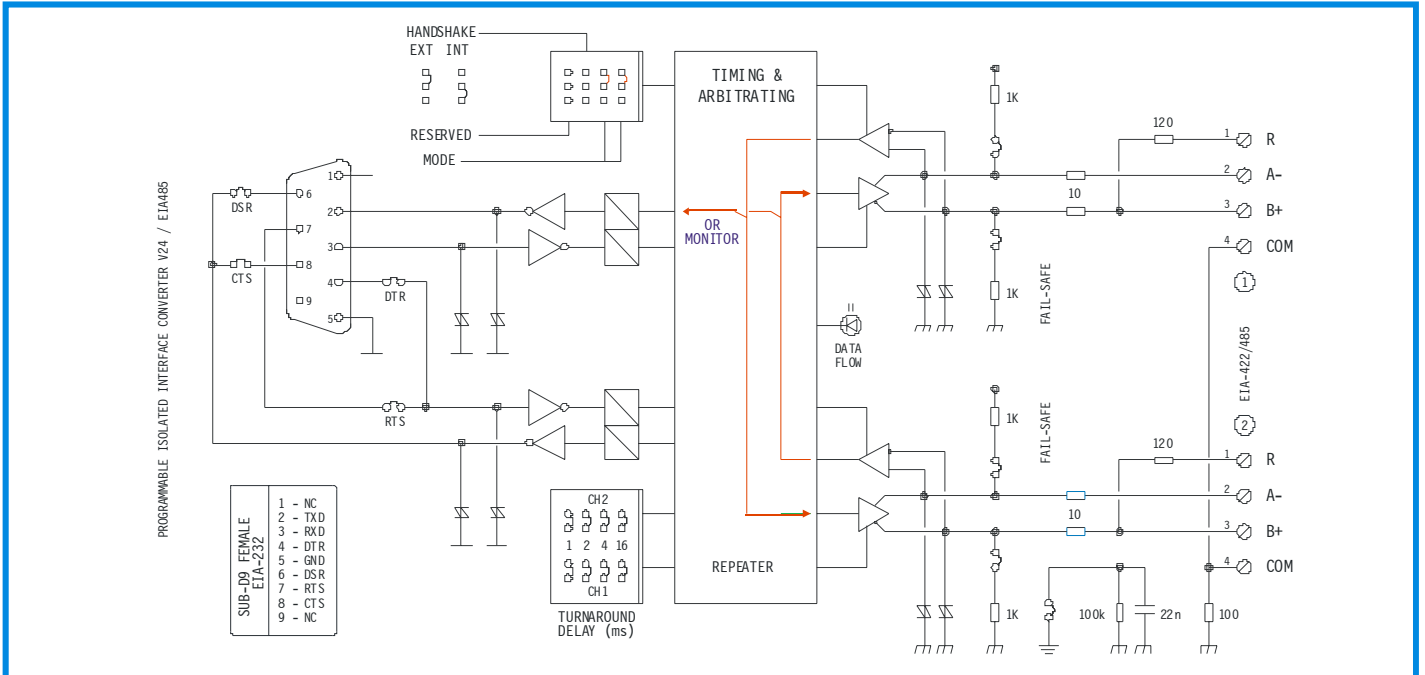 HANDSHAKE
EXT INT
RESERVED
MODE
TIMING &
ARBITRATING
1K
120
1 R
2 A-
10
3 B+
4 COM
1
1K
FAIL-SAFE
PROGRAMMABLE ISOLATED INTERFACE CONVERTER V24 / EIA485
DSR
CTS
1
6
2
7
3
8
4
9
5
DTR
RTS
OR
MONITOR
=
DATA
FLOW
EIA-422/485
2
1K
FAIL-SAFE
120
1 R
2 A-
10
3 B+
4 COM
1K
100k
22n
100
SUB-D9 FEMALE
EIA-232
1 - NC
2 - TXD
3 - RXD
4 - DTR
5 - GND
6 - DSR
7 - RTS
8 - CTS
9 - NC
CH2
1 2 4 16
CH1
TURNAROUND
DELAY (ms)
REPEATER